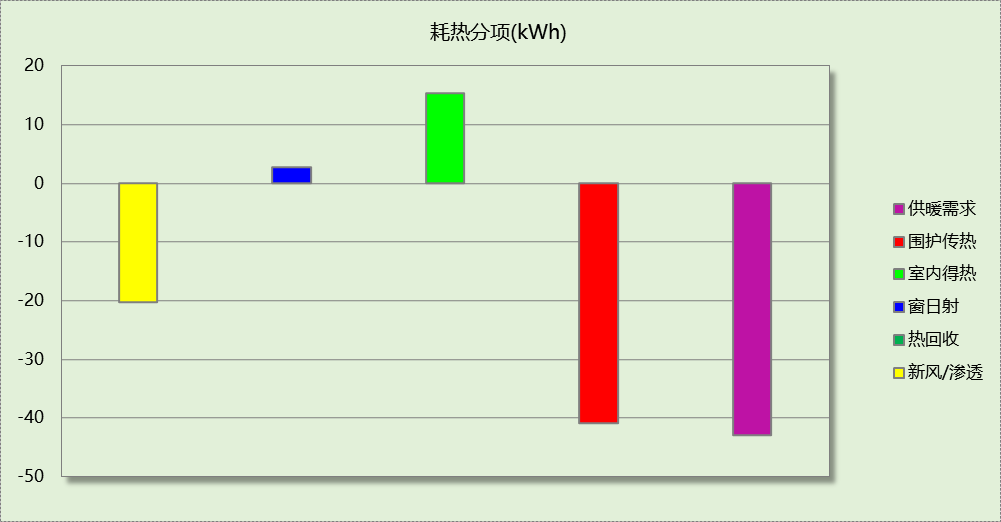 耗热分项(kWh)
20
10
0
-10
-20
-30
-40
-50
供暖需求
围护传热
室内得热
窗日射
热回收
新风/渗透